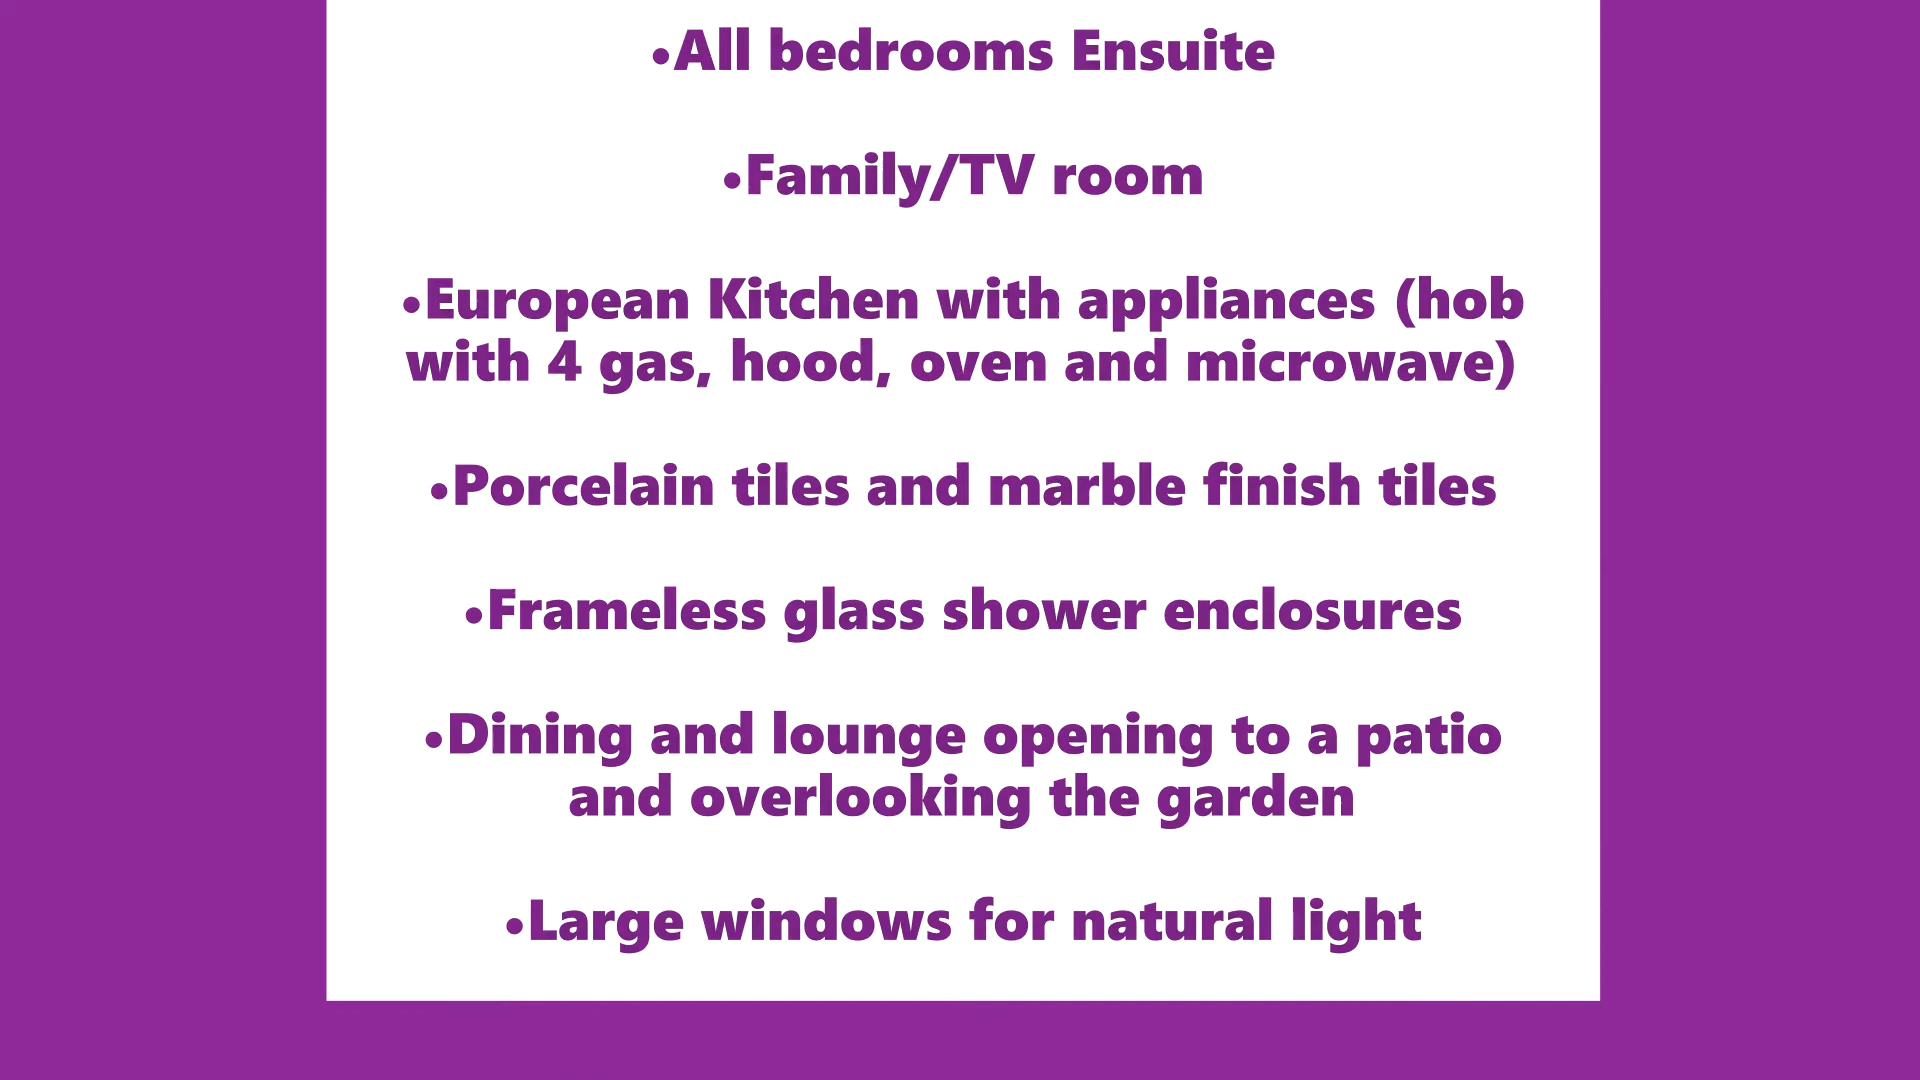 •All bedrooms Ensuite
•Family/TV room
•European Kitchen with appliances (hob
with 4 gas, hood, oven and microwave)
•Porcelain tiles and marble finish tiles
•Frameless glass shower enclosures
•Dining and lounge opening to a patio
and overlooking the garden
•Large windows for natural light